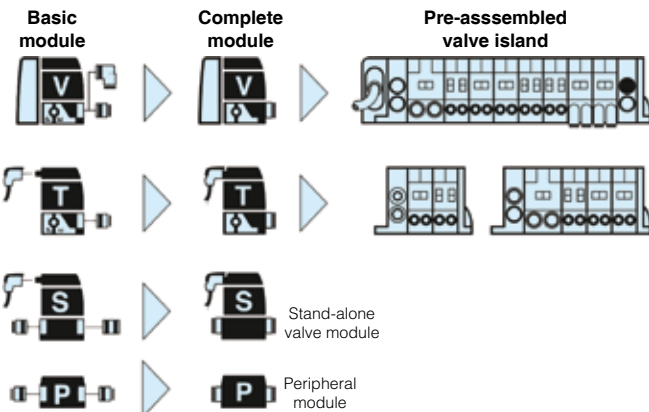 Basic
module
Complete
module
Pre-asssembled
valve island
V
V
T
T
S
S
Stand-alone
valve module
P
P
Peripheral
module